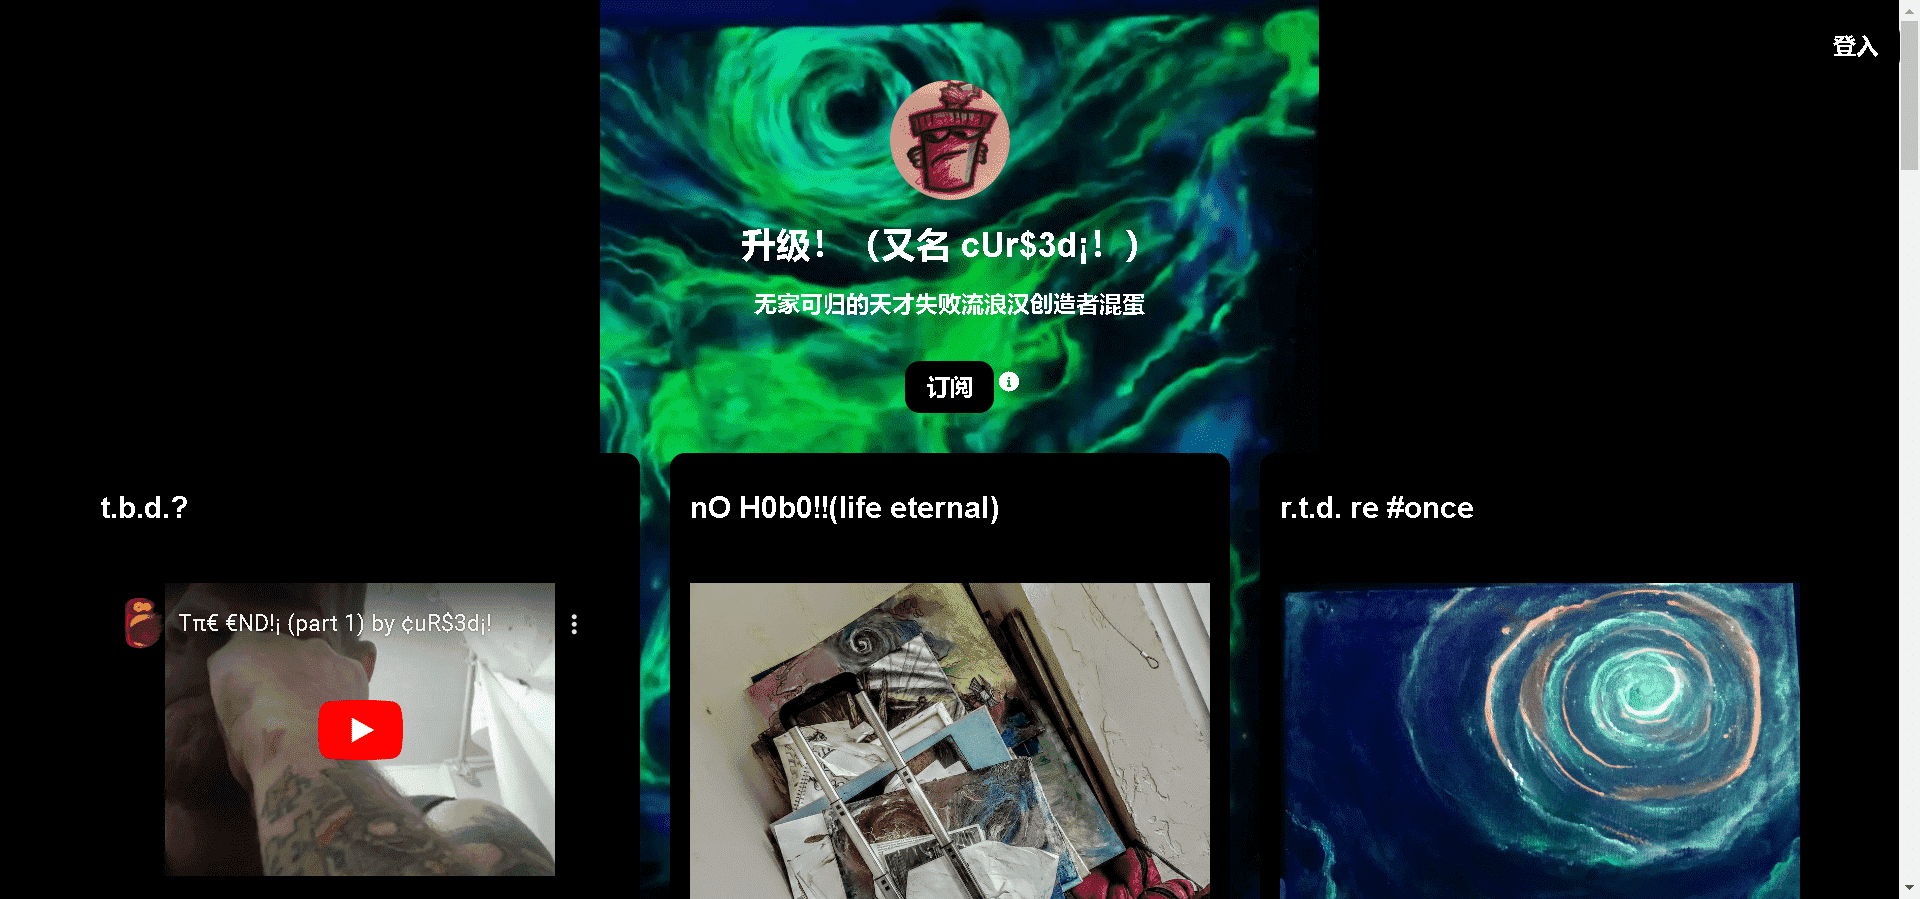 登入
升级！（又名 cUr$3d¡！）
无家可归的天才失败流浪汉创造者混蛋
订阅
t.b.d.?
nO H0b0!!(life eternal)
r.t.d. re #once
Tπ€ €ND!¡ (part 1) by ¢uR$3d¡!